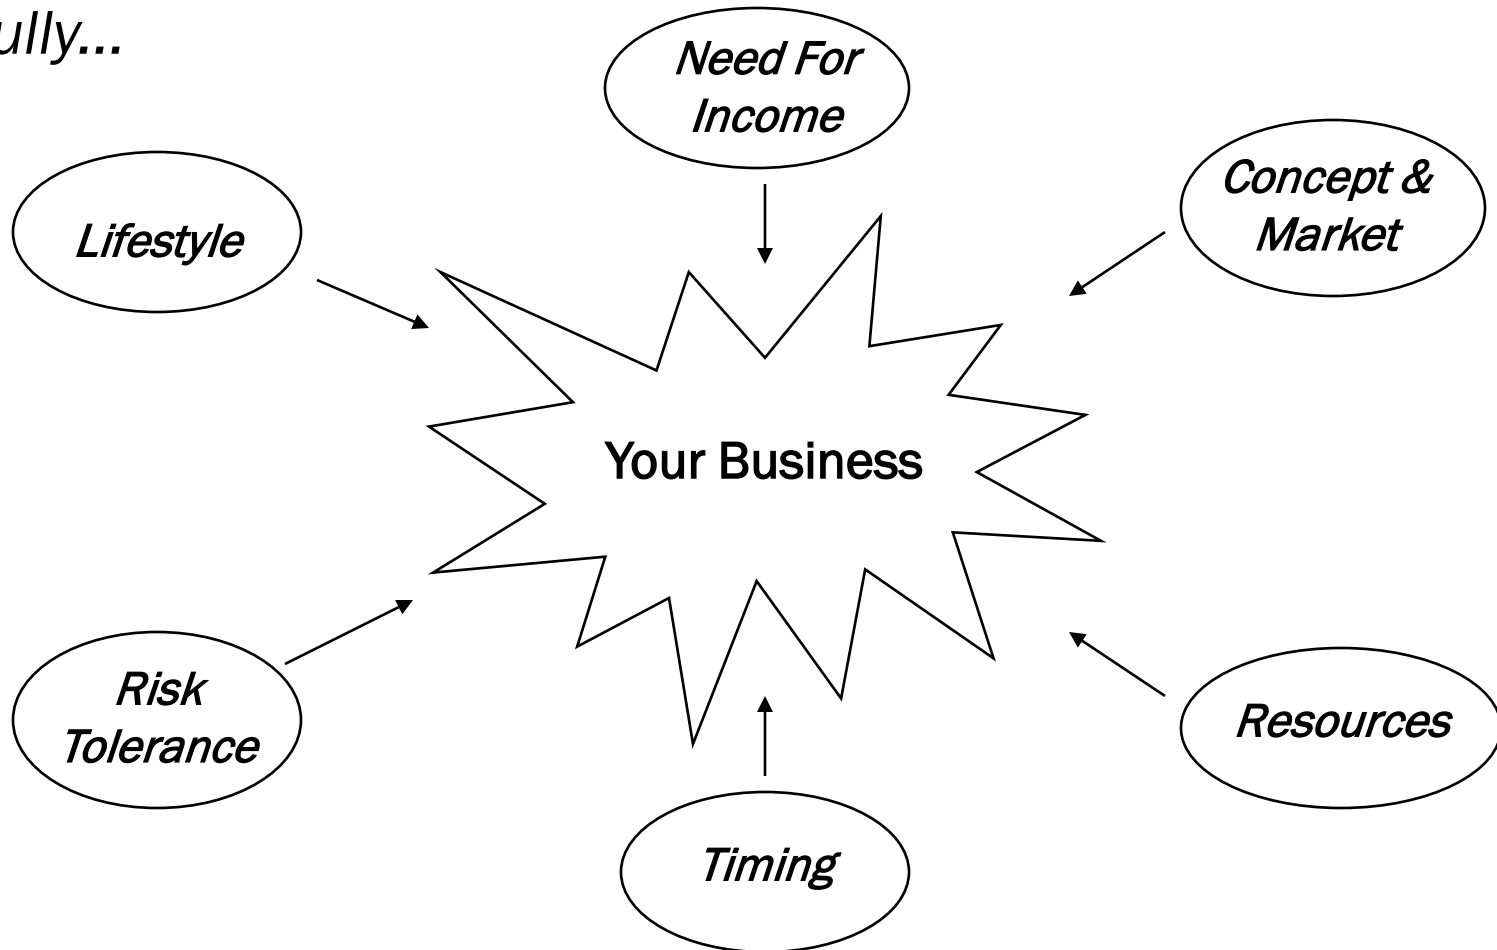 ully...
Need For
Income
Concept &
Market
Lifestyle
Your Business
Risk
Tolerance
Resources
Timing